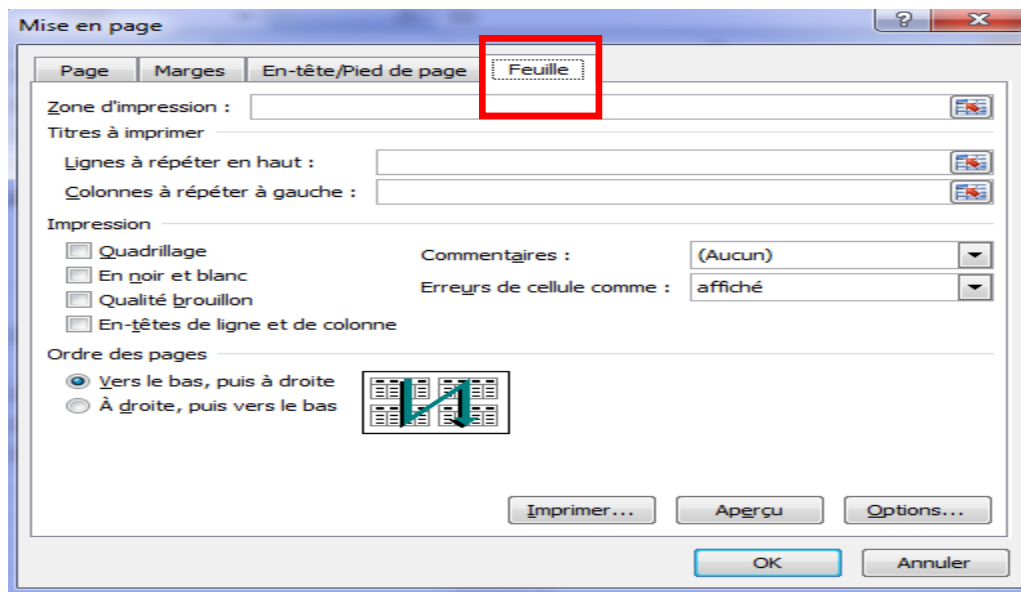 Mise en page
Page Marges En-tête/Pied de page Feuille
Zone d'impression :
Titres à imprimer
Lignes à répéter en haut :
Colonnes à répéter à gauche :
Impression
Quadrillage
En noir et blanc
Qualité brouillon
En-têtes de ligne et de colonne
Commentaires : (Aucun)
Erreurs de cellule comme : affiché
Ordre des pages
Vers le bas, puis à droite
À droite, puis vers le bas
Imprimer... Aperçu Options...
OK Annuler